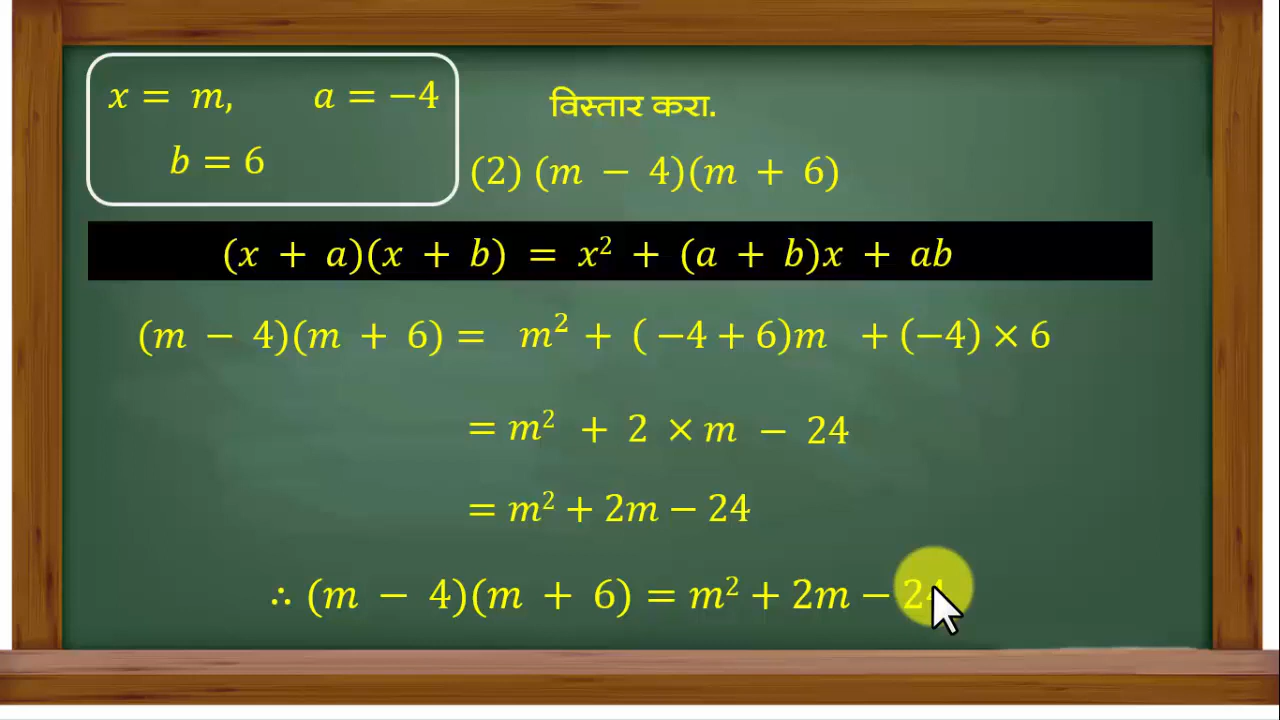 x = m, a = −4
b = 6
विस्तार करा.
(2) (m − 4)(m + 6)
(x + a)(x + b) = x² + (a + b)x + ab
(m − 4)(m + 6) = m² + ( −4 + 6)m + (−4) × 6
= m² + 2 × m − 24
= m² + 2m − 24
∴ (m − 4)(m + 6) = m² + 2m − 24